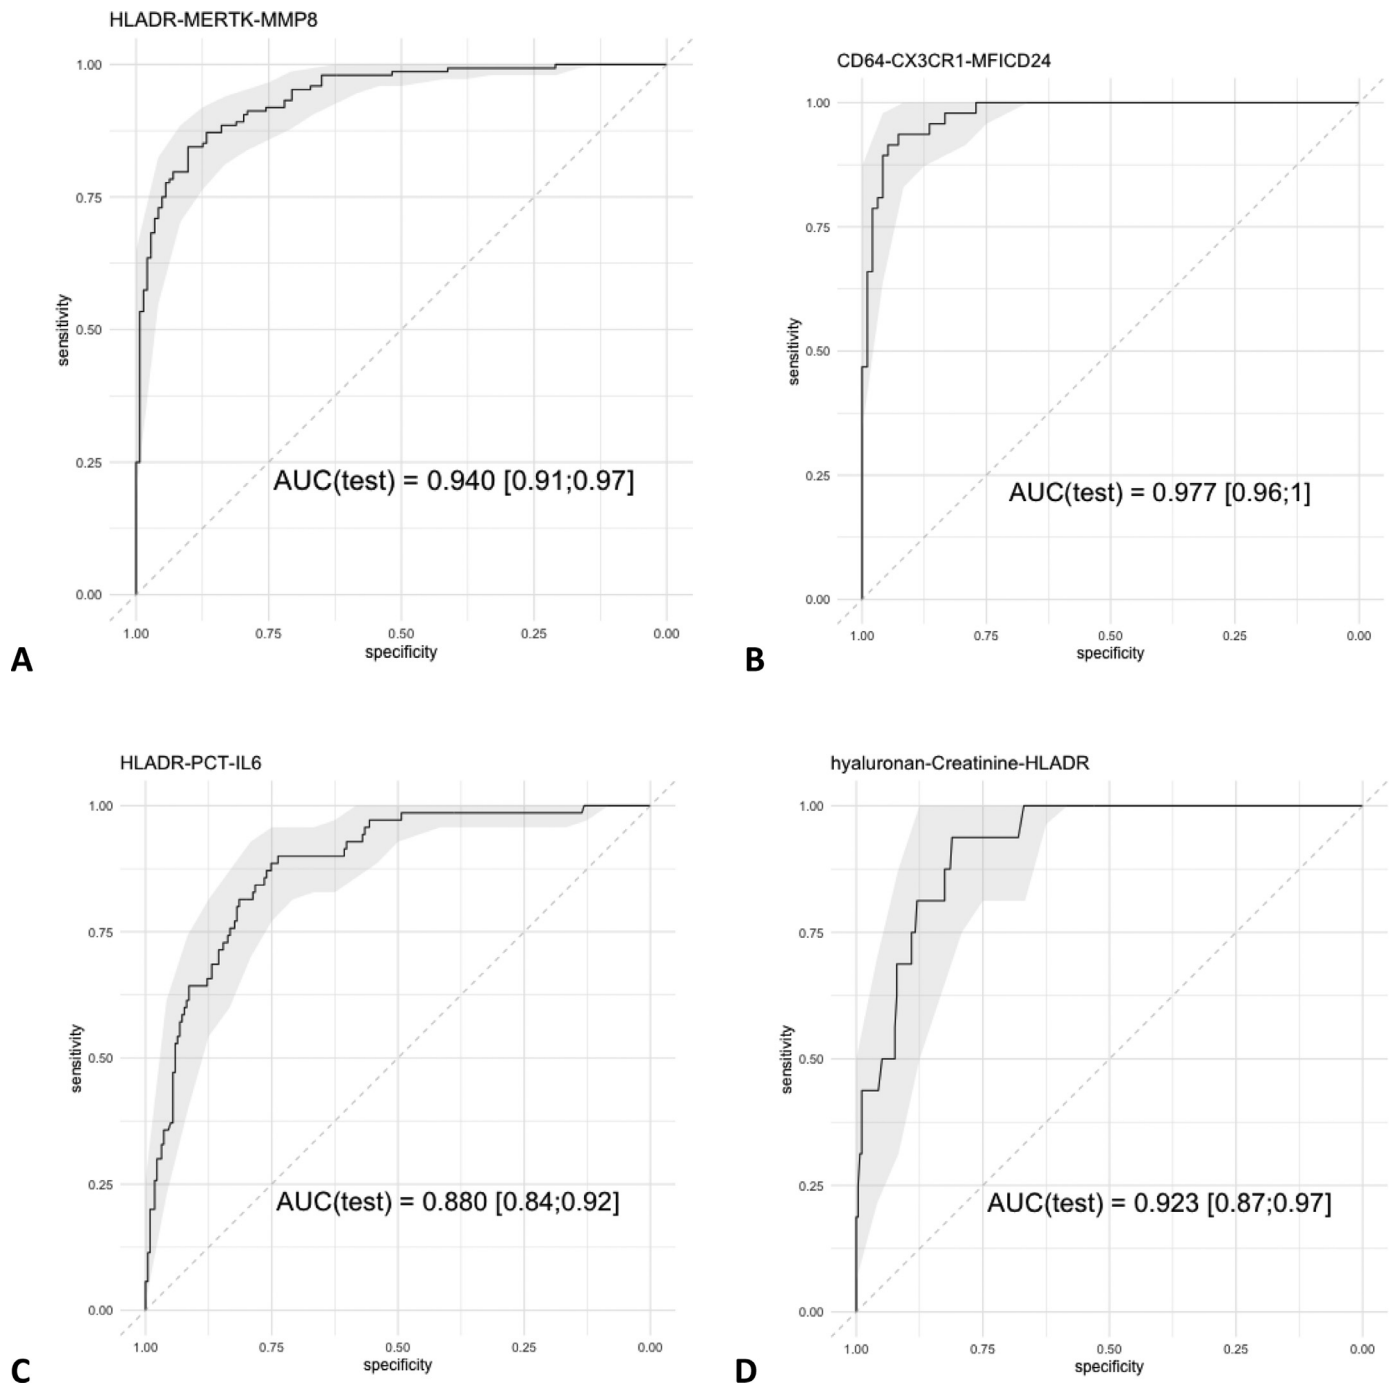 HLADR-MERTK-MMP8
1.00
0.75
0.50
0.25
0.00
sensitivity
AUC(test) = 0.940 [0.91;0.97]
1.00 0.75 0.50 0.25 0.00
specificity
A
CD64-CX3CR1-MFICD24
1.00
0.75
0.50
0.25
0.00
sensitivity
AUC(test) = 0.977 [0.96;1]
1.00 0.75 0.50 0.25 0.00
specificity
B
HLADR-PCT-IL6
1.00
0.75
0.50
0.25
0.00
sensitivity
AUC(test) = 0.880 [0.84;0.92]
1.00 0.75 0.50 0.25 0.00
specificity
C
hyaluronan-Creatinine-HLADR
1.00
0.75
0.50
0.25
0.00
sensitivity
AUC(test) = 0.923 [0.87;0.97]
1.00 0.75 0.50 0.25 0.00
specificity
D